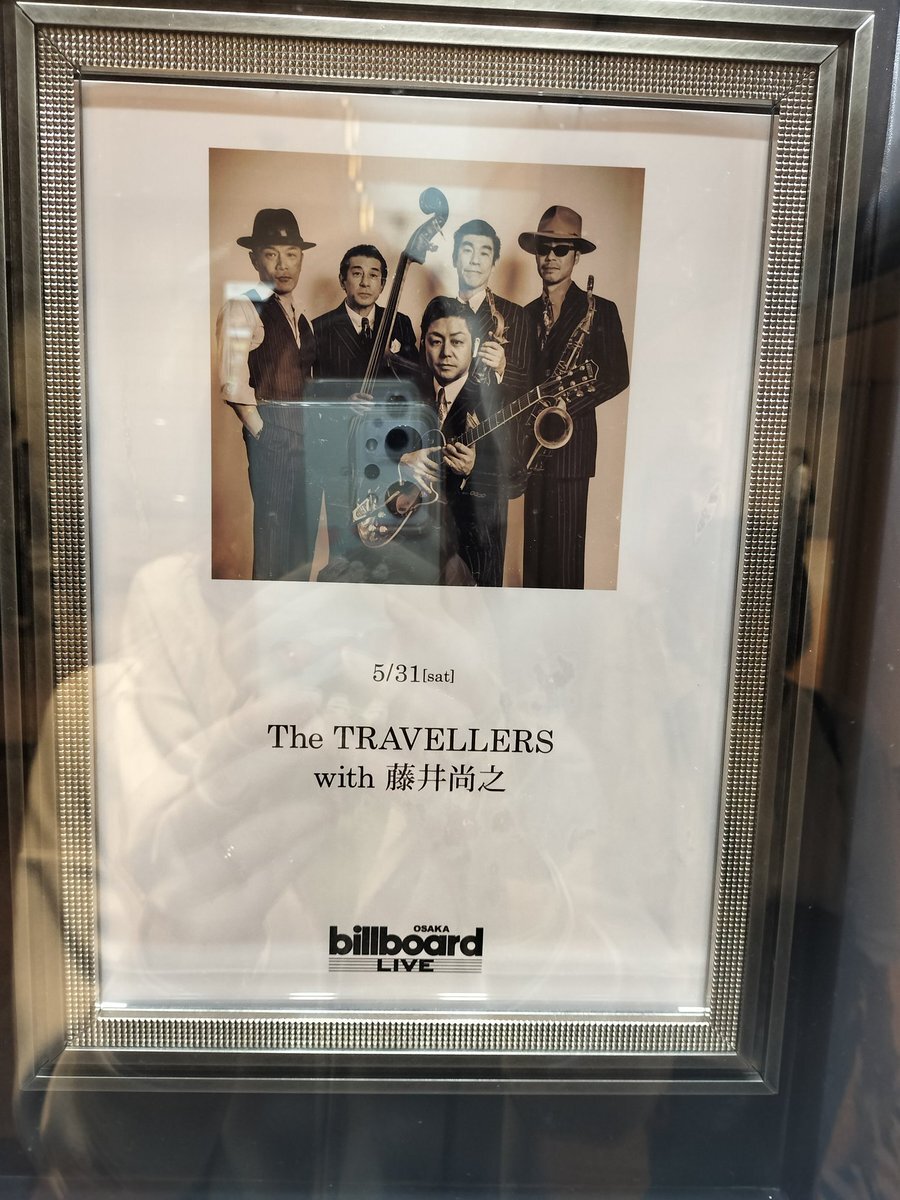 5/31[sat]
The TRAVELLERS
with 藤井尚之
OSAKA
billboard
LIVE